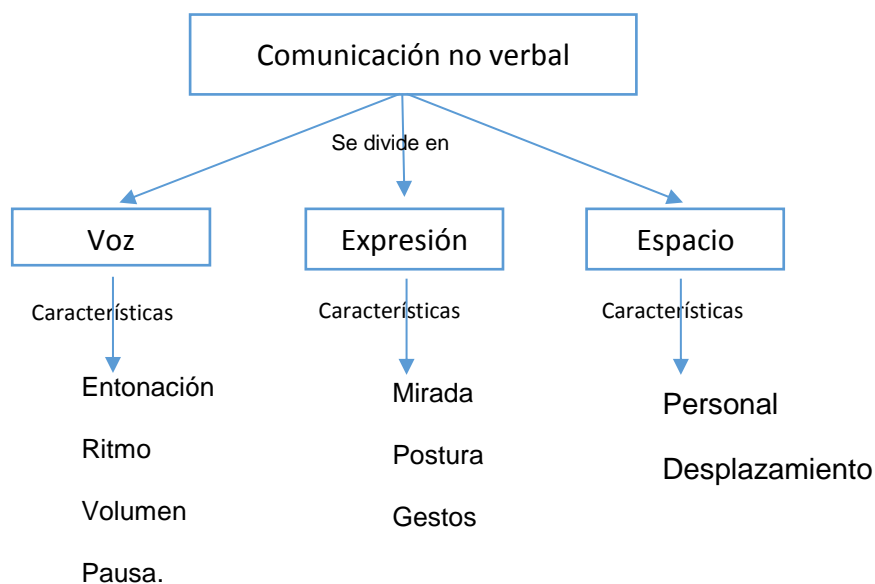 Comunicación no verbal
Se divide en
Voz
Expresión
Espacio
Características
Características
Características
Entonación
Ritmo
Volumen
Pausa.
Mirada
Postura
Gestos
Personal
Desplazamiento